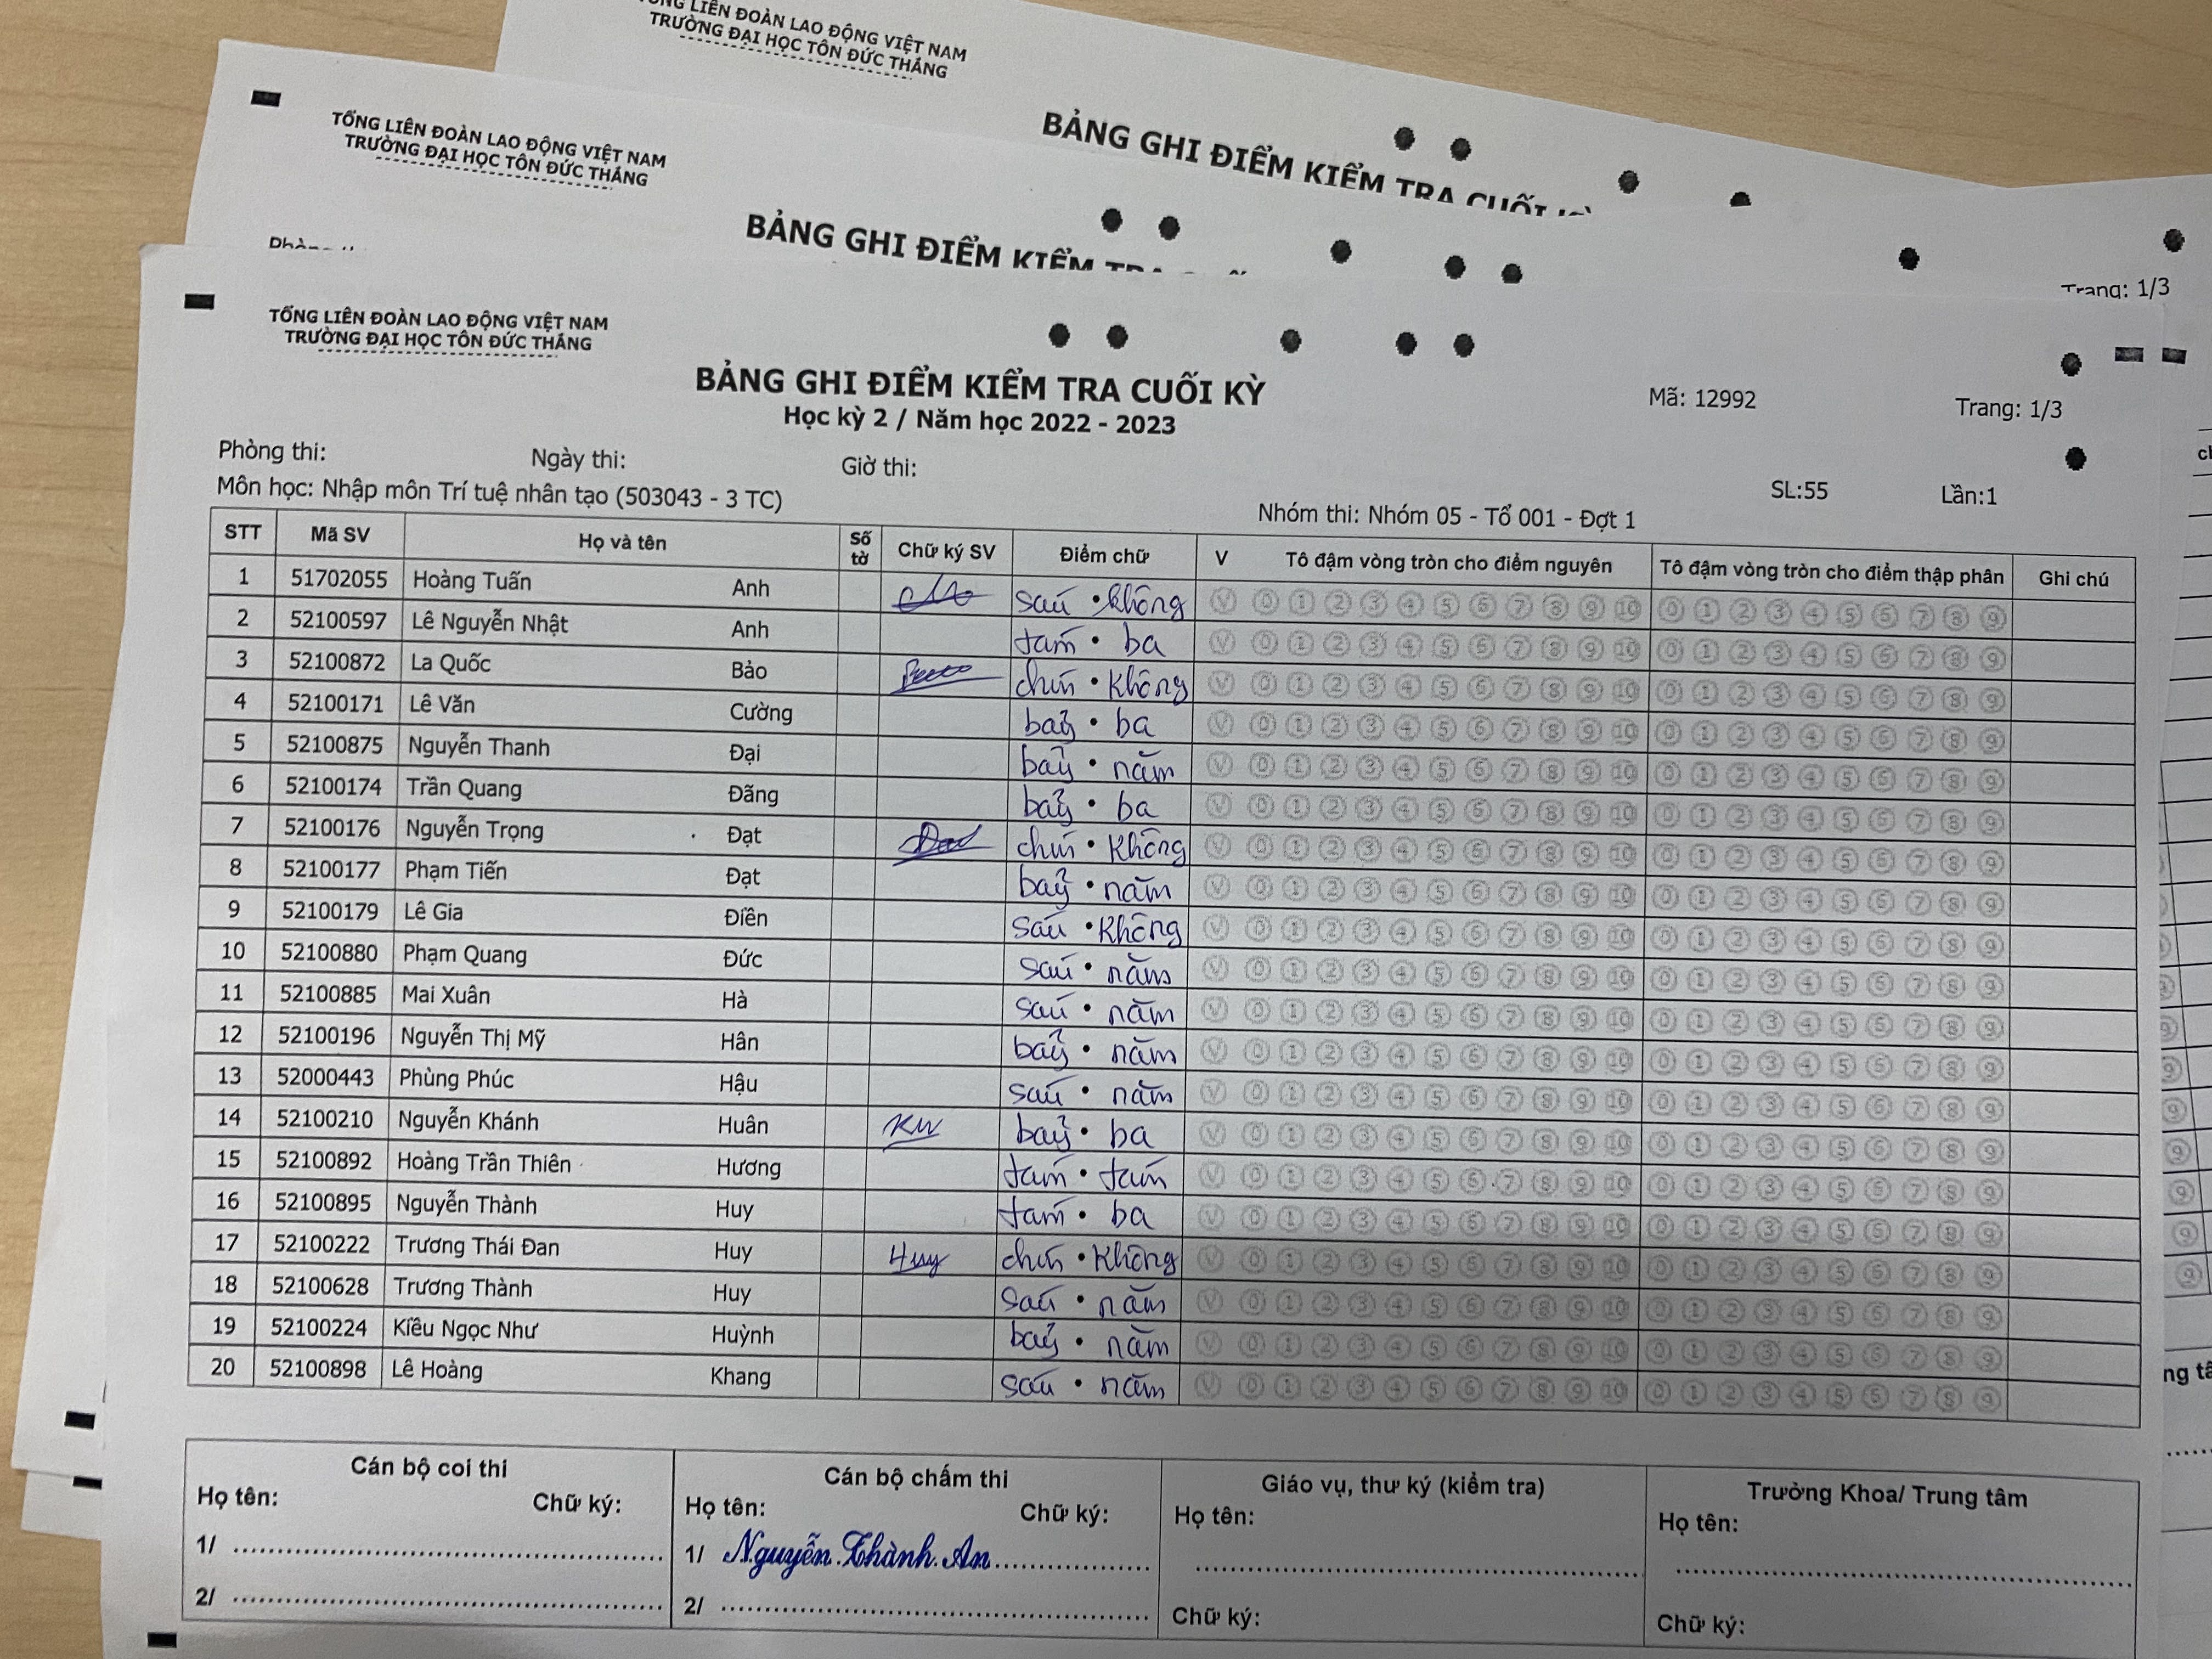 LIÊN ĐOÀN LAO ĐỘNG VIỆT NAM
TRƯỜNG ĐẠI HỌC TÔN ĐỨC THẮNG
BẢNG GHI ĐIỂM KIỂM TRA CUỐI KỲ
Trang: 1/3
TỔNG LIÊN ĐOÀN LAO ĐỘNG VIỆT NAM
TRƯỜNG ĐẠI HỌC TÔN ĐỨC THẮNG
BẢNG GHI ĐIỂM KIỂM TRA CUỐI
Phòng
TỔNG LIÊN ĐOÀN LAO ĐỘNG VIỆT NAM
TRƯỜNG ĐẠI HỌC TÔN ĐỨC THẮNG
BẢNG GHI ĐIỂM KIỂM TRA CUỐI KỲ
Học kỳ 2 / Năm học 2022 - 2023
Mã: 12992 Trang: 1/3
Phòng thi: Ngày thi: Giờ thi:
Môn học: Nhập môn Trí tuệ nhân tạo (503043 - 3 TC) Nhóm thi: Nhóm 05 - Tổ 001 - Đợt 1 SL:55 Lần:1
STT Mã SV Họ và tên Số tờ Chữ ký SV Điểm chữ V Tô đậm vòng tròn cho điểm nguyên Tô đậm vòng tròn cho điểm thập phân Ghi chú
1 51702055 Hoàng Tuấn Anh sáu • không V 0 1 2 3 4 5 6 7 8 9 10 0 1 2 3 4 5 6 7 8 9
2 52100597 Lê Nguyễn Nhật Anh tám • ba V 0 1 2 3 4 5 6 7 8 9 10 0 1 2 3 4 5 6 7 8 9
3 52100872 La Quốc Bảo chín • không V 0 1 2 3 4 5 6 7 8 9 10 0 1 2 3 4 5 6 7 8 9
4 52100171 Lê Văn Cường bảy • ba V 0 1 2 3 4 5 6 7 8 9 10 0 1 2 3 4 5 6 7 8 9
5 52100875 Nguyễn Thanh Đại bảy • năm V 0 1 2 3 4 5 6 7 8 9 10 0 1 2 3 4 5 6 7 8 9
6 52100174 Trần Quang Đãng bảy • ba V 0 1 2 3 4 5 6 7 8 9 10 0 1 2 3 4 5 6 7 8 9
7 52100176 Nguyễn Trọng Đạt Đạt chín • không V 0 1 2 3 4 5 6 7 8 9 10 0 1 2 3 4 5 6 7 8 9
8 52100177 Phạm Tiến Đạt bảy • năm V 0 1 2 3 4 5 6 7 8 9 10 0 1 2 3 4 5 6 7 8 9
9 52100179 Lê Gia Điền sáu • không V 0 1 2 3 4 5 6 7 8 9 10 0 1 2 3 4 5 6 7 8 9
10 52100880 Phạm Quang Đức sáu • năm V 0 1 2 3 4 5 6 7 8 9 10 0 1 2 3 4 5 6 7 8 9
11 52100885 Mai Xuân Hà sáu • năm V 0 1 2 3 4 5 6 7 8 9 10 0 1 2 3 4 5 6 7 8 9
12 52100196 Nguyễn Thị Mỹ Hân bảy • năm V 0 1 2 3 4 5 6 7 8 9 10 0 1 2 3 4 5 6 7 8 9
13 52000443 Phùng Phúc Hậu sáu • năm V 0 1 2 3 4 5 6 7 8 9 10 0 1 2 3 4 5 6 7 8 9
14 52100210 Nguyễn Khánh Huân bảy • ba V 0 1 2 3 4 5 6 7 8 9 10 0 1 2 3 4 5 6 7 8 9
15 52100892 Hoàng Trần Thiên Hương tám • tám V 0 1 2 3 4 5 6 7 8 9 10 0 1 2 3 4 5 6 7 8 9
16 52100895 Nguyễn Thành Huy tám • ba V 0 1 2 3 4 5 6 7 8 9 10 0 1 2 3 4 5 6 7 8 9
17 52100222 Trương Thái Đan Huy Huy chín • không V 0 1 2 3 4 5 6 7 8 9 10 0 1 2 3 4 5 6 7 8 9
18 52100628 Trương Thành Huy sáu • năm V 0 1 2 3 4 5 6 7 8 9 10 0 1 2 3 4 5 6 7 8 9
19 52100224 Kiều Ngọc Như Huỳnh bảy • năm V 0 1 2 3 4 5 6 7 8 9 10 0 1 2 3 4 5 6 7 8 9
20 52100898 Lê Hoàng Khang sáu • năm V 0 1 2 3 4 5 6 7 8 9 10 0 1 2 3 4 5 6 7 8 9
Cán bộ coi thi Cán bộ chấm thi Giáo vụ, thư ký (kiểm tra) Trưởng Khoa/ Trung tâm
Họ tên: Chữ ký: Họ tên: Chữ ký: Họ tên: Họ tên:
1/ 1/ Nguyễn Thành An
2/ 2/ Chữ ký: Chữ ký: